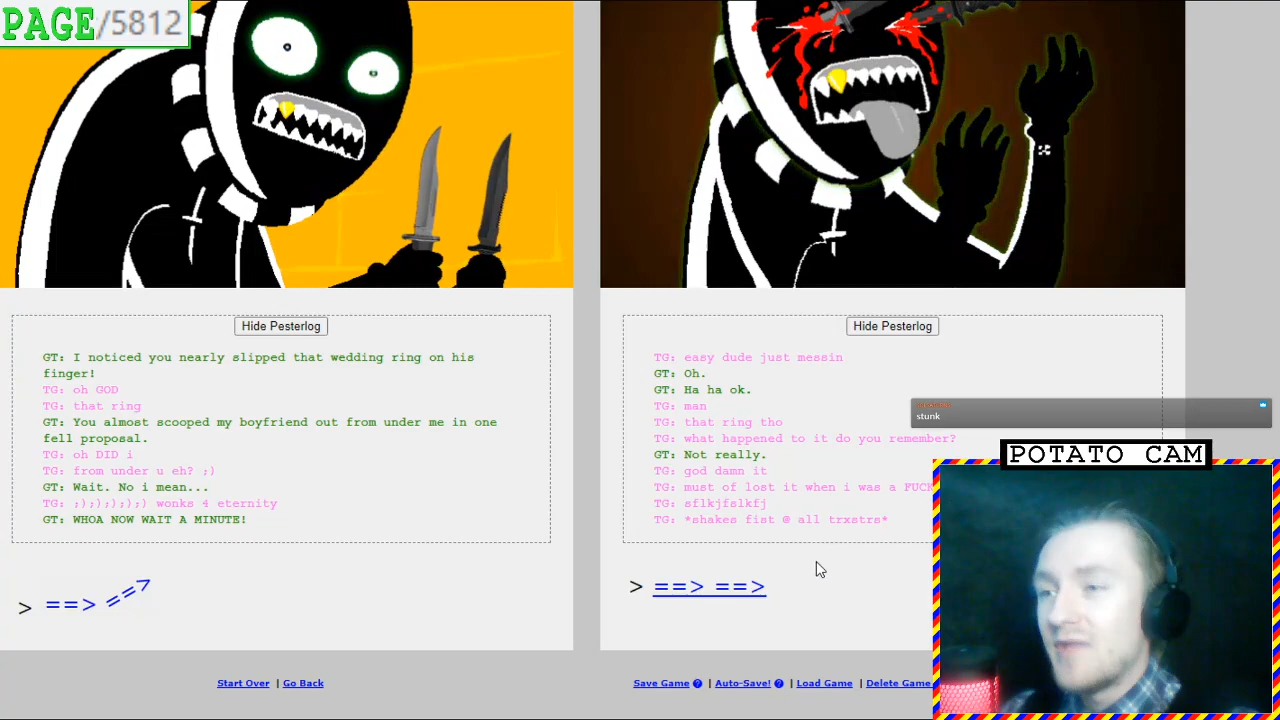 PAGE/5812
Hide Pesterlog
GT: I noticed you nearly slipped that wedding ring on his
finger!
TG: oh GOD
TG: that ring
GT: You almost scooped my boyfriend out from under me in one
fell proposal.
TG: oh DID i
TG: from under u eh? ;)
GT: Wait. No i mean...
TG: ;);););););) wonks 4 eternity
GT: WHOA NOW WAIT A MINUTE!
> ==> ==>
Start Over | Go Back
Hide Pesterlog
TG: easy dude just messin
GT: Oh.
GT: Ha ha ok.
TG: man
TG: that ring tho
TG: what happened to it do you remember?
GT: Not really.
TG: god damn it
TG: must of lost it when i was a FUCK
TG: sflkjfslkfj
TG: *shakes fist @ all trxstrs*
> ==> ==>
Save Game ? | Auto-Save! ? | Load Game | Delete Game
stunk
POTATO CAM